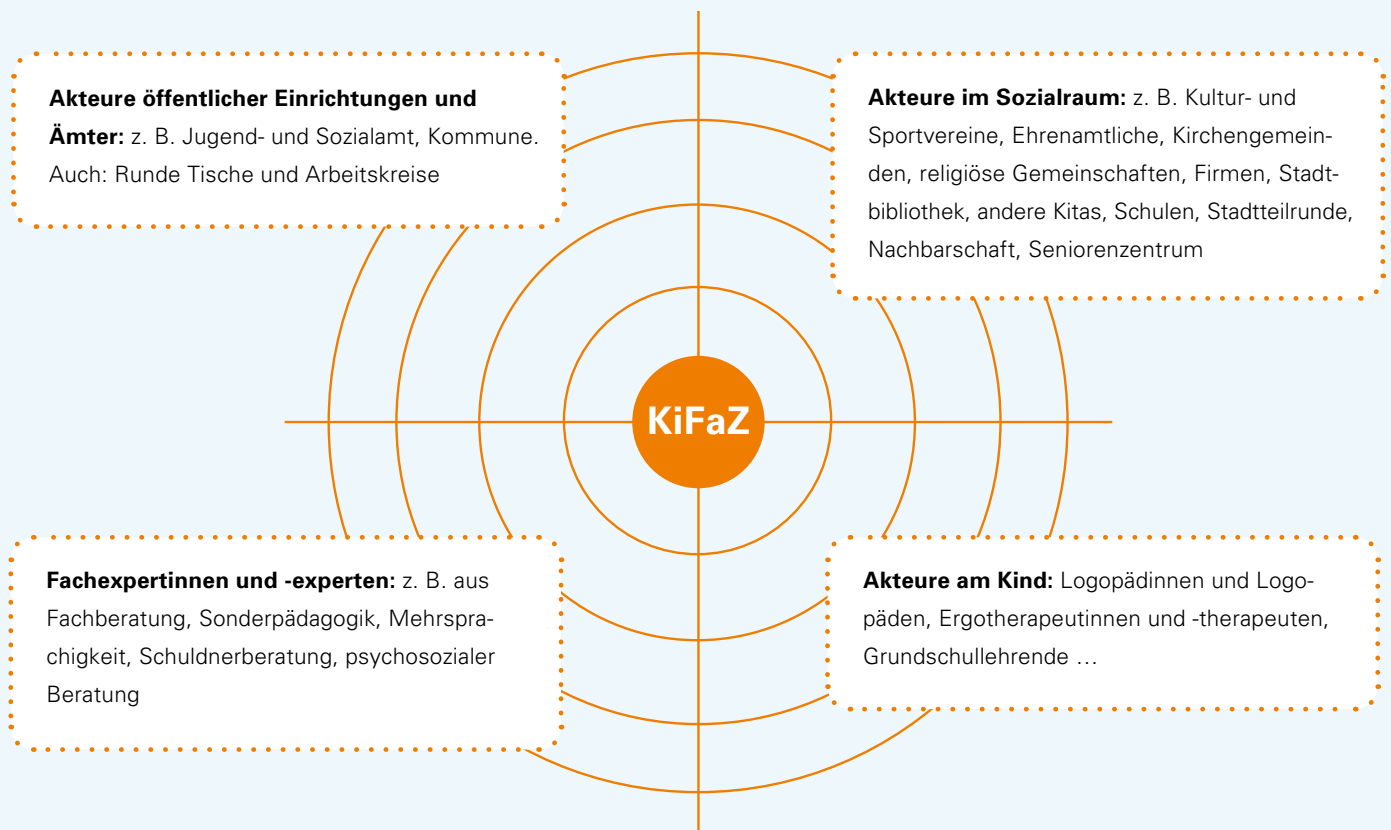 Akteure öffentlicher Einrichtungen und
Ämter: z. B. Jugend- und Sozialamt, Kommune.
Auch: Runde Tische und Arbeitskreise
Akteure im Sozialraum: z. B. Kultur- und
Sportvereine, Ehrenamtliche, Kirchengemein-
den, religiöse Gemeinschaften, Firmen, Stadt-
bibliothek, andere Kitas, Schulen, Stadtteilrunde,
Nachbarschaft, Seniorenzentrum
KiFaZ
Fachexpertinnen und -experten: z. B. aus
Fachberatung, Sonderpädagogik, Mehrspra-
chigkeit, Schuldnerberatung, psychosozialer
Beratung
Akteure am Kind: Logopädinnen und Logo-
päden, Ergotherapeutinnen und -therapeuten,
Grundschullehrende …